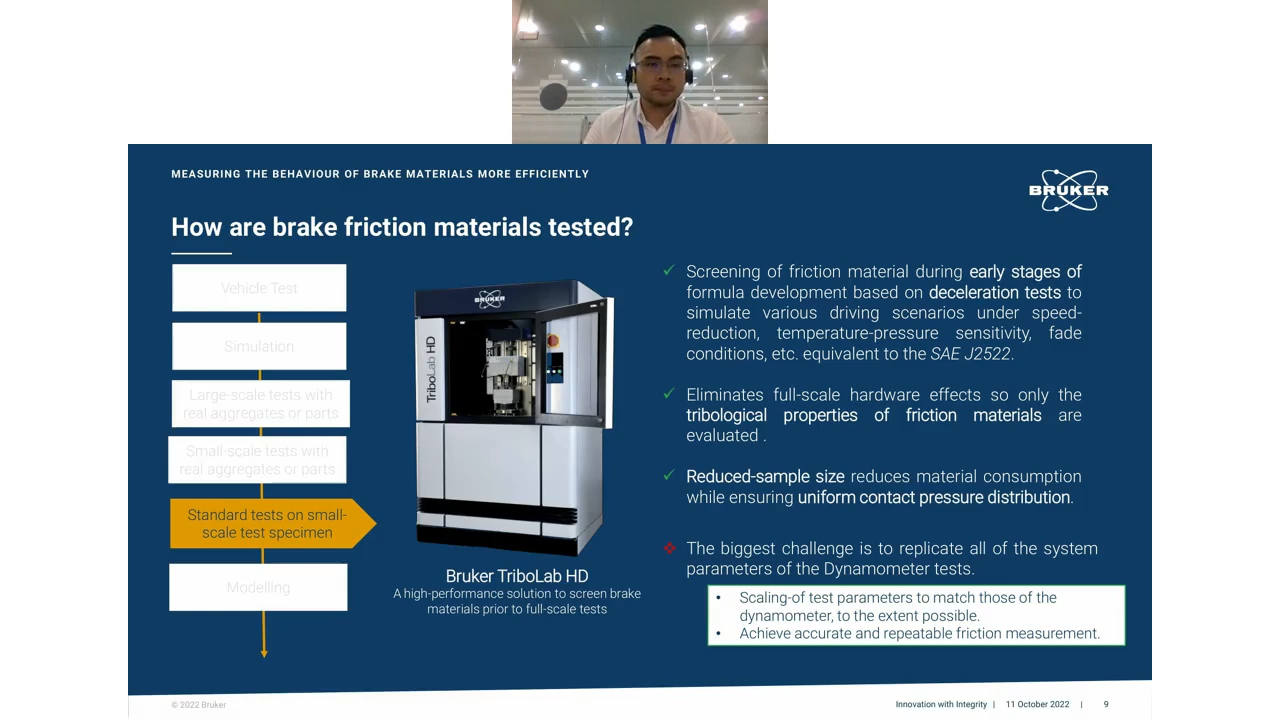 MEASURING THE BEHAVIOUR OF BRAKE MATERIALS MORE EFFICIENTLY
BRUKER
How are brake friction materials tested?
Vehicle Test
Simulation
Large-scale tests with
real aggregates or parts
Small-scale tests with
real aggregates or parts
Standard tests on small-
scale test specimen
Modelling
BRUKER
TriboLab HD
Bruker TriboLab HD
A high-performance solution to screen brake
materials prior to full-scale tests
✓ Screening of friction material during early stages of
formula development based on deceleration tests to
simulate various driving scenarios under speed-
reduction, temperature-pressure sensitivity, fade
conditions, etc. equivalent to the SAE J2522.
✓ Eliminates full-scale hardware effects so only the
tribological properties of friction materials are
evaluated .
✓ Reduced-sample size reduces material consumption
while ensuring uniform contact pressure distribution.
❖ The biggest challenge is to replicate all of the system
parameters of the Dynamometer tests.
• Scaling-of test parameters to match those of the
dynamometer, to the extent possible.
• Achieve accurate and repeatable friction measurement.
© 2022 Bruker
Innovation with Integrity | 11 October 2022 | 9